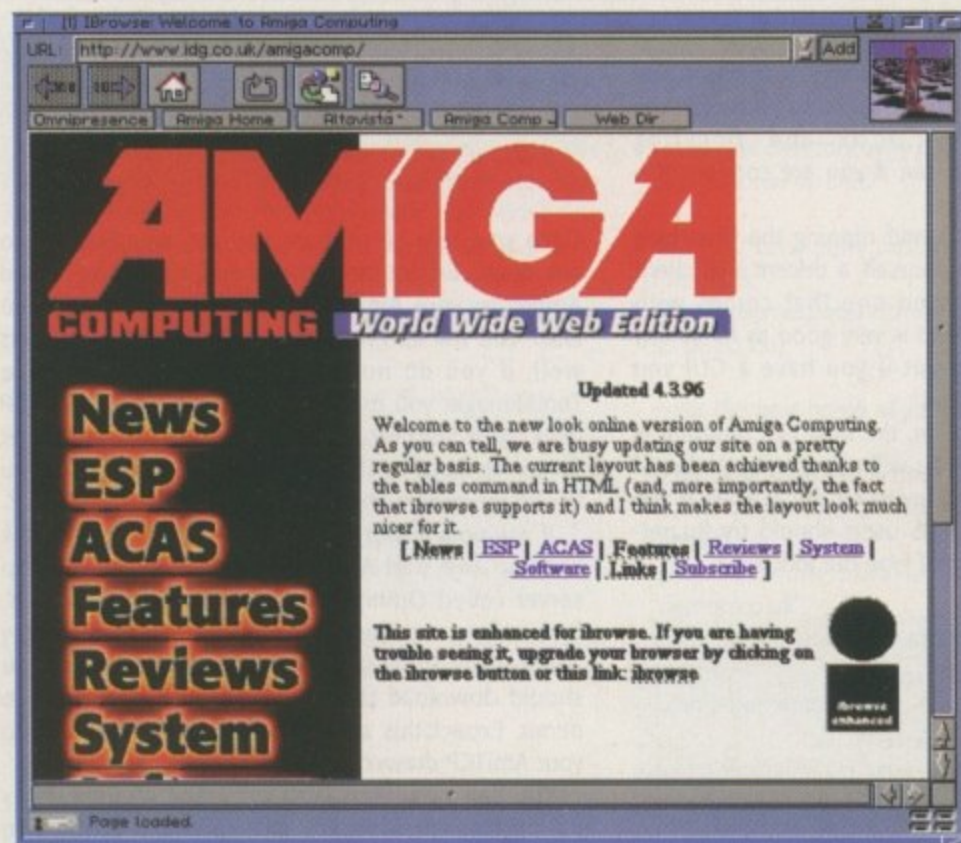 [1] IBrowse: Welcome to Amiga Computing
URL: http://www.idg.co.uk/amigacomp/
Add
Omnipresence Amiga Home Altavista Amiga Comp Web Dir
AMIGA
COMPUTING World Wide Web Edition
News
ESP
ACAS
Features
Reviews
System
Updated 4.3.96
Welcome to the new look online version of Amiga Computing.
As you can tell, we are busy updating our site on a pretty
regular basis. The current layout has been achieved thanks to
the tables command in HTML (and, more importantly, the fact
that ibrowse supports it) and I think makes the layout look much
nicer for it.
[ News | ESP | ACAS | Features | Reviews | System |
Software | Links | Subscribe ]
This site is enhanced for ibrowse. If you are having
trouble seeing it, upgrade your browser by clicking on
the ibrowse button or this link: ibrowse
ibrowse
enhanced
Page loaded.